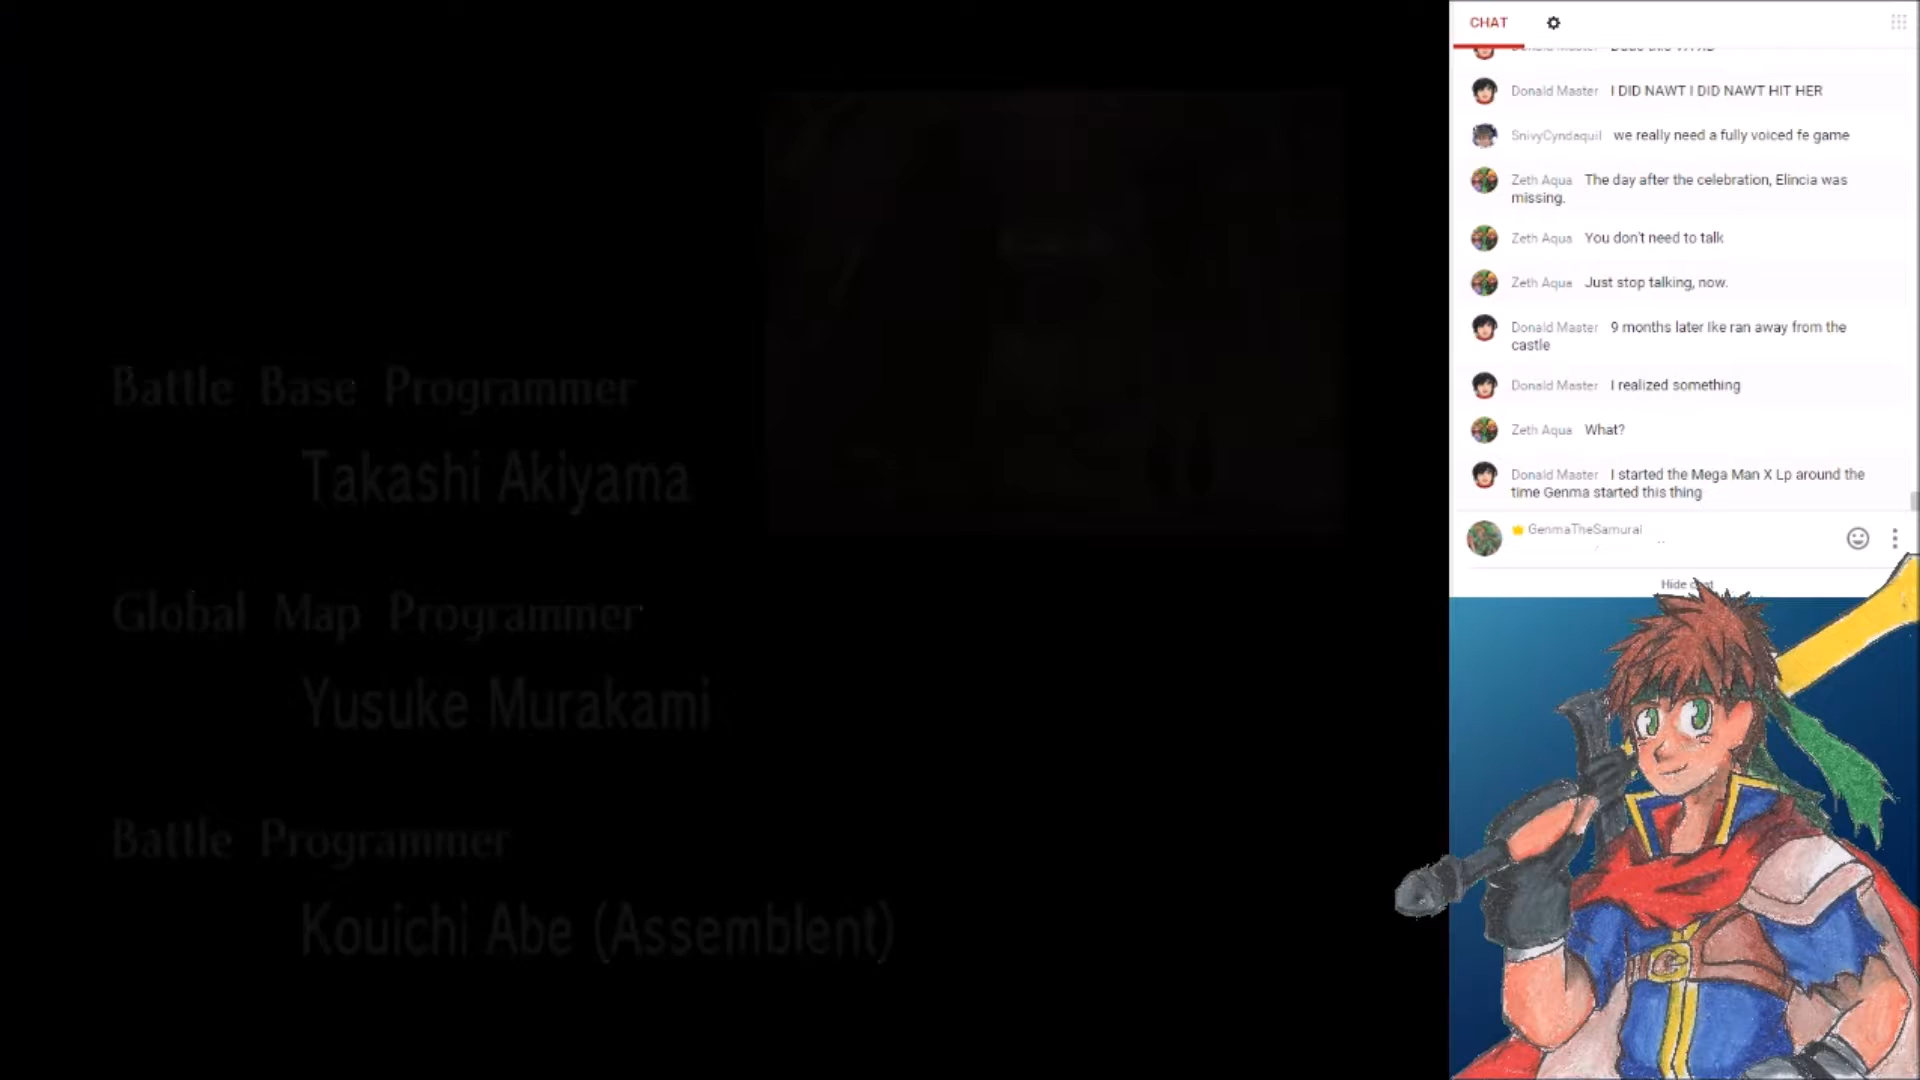 Battle Base Programmer
Takashi Akiyama
Global Map Programmer
Yusuke Murakami
Battle Programmer
Kouichi Abe (Assemblent)
CHAT
Donald Master I DID NAWT I DID NAWT HIT HER
SnivyCyndaquil we really need a fully voiced fe game
Zeth Aqua The day after the celebration, Elincia was
missing.
Zeth Aqua You don't need to talk
Zeth Aqua Just stop talking, now.
Donald Master 9 months later Ike ran away from the
castle
Donald Master I realized something
Zeth Aqua What?
Donald Master I started the Mega Man X Lp around the
time Genma started this thing
GenmaTheSamurai
Hide chat